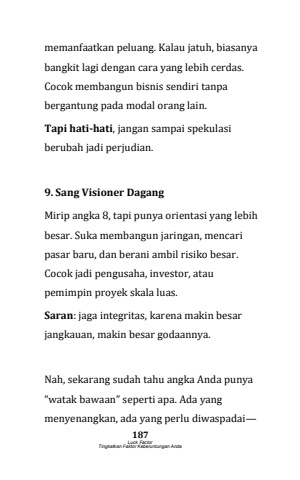 memanfaatkan peluang. Kalau jatuh, biasanya
bangkit lagi dengan cara yang lebih cerdas.
Cocok membangun bisnis sendiri tanpa
bergantung pada modal orang lain.
Tapi hati-hati, jangan sampai spekulasi
berubah jadi perjudian.
9. Sang Visioner Dagang
Mirip angka 8, tapi punya orientasi yang lebih
besar. Suka membangun jaringan, mencari
pasar baru, dan berani ambil risiko besar.
Cocok jadi pengusaha, investor, atau
pemimpin proyek skala luas.
Saran: jaga integritas, karena makin besar
jangkauan, makin besar godaannya.
Nah, sekarang sudah tahu angka Anda punya
“watak bawaan” seperti apa. Ada yang
menyenangkan, ada yang perlu diwaspadai—
187
Luck Factor
Tingkatkan Faktor Keberuntungan Anda